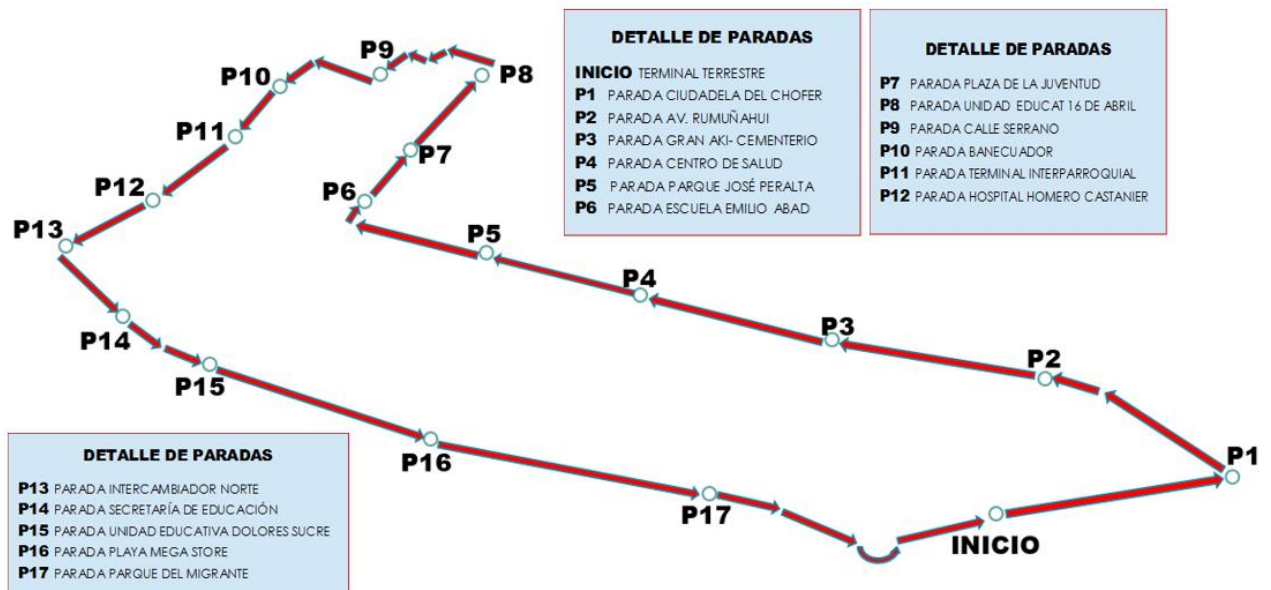 P9
P8
P10
P11
P7
P12
P6
P13
P5
P4
P14
P3
P15
P2
P16
P1
P17
INICIO
DETALLE DE PARADAS
INICIO TERMINAL TERRESTRE
P1 PARADA CIUDADELA DEL CHOFER
P2 PARADA AV. RUMUÑAHUI
P3 PARADA GRAN AKI- CEMENTERIO
P4 PARADA CENTRO DE SALUD
P5 PARADA PARQUE JOSÉ PERALTA
P6 PARADA ESCUELA EMILIO ABAD
DETALLE DE PARADAS
P7 PARADA PLAZA DE LA JUVENTUD
P8 PARADA UNIDAD EDUCAT 16 DE ABRIL
P9 PARADA CALLE SERRANO
P10 PARADA BANECUADOR
P11 PARADA TERMINAL INTERPARROQUIAL
P12 PARADA HOSPITAL HOMERO CASTANIER
DETALLE DE PARADAS
P13 PARADA INTERCAMBIADOR NORTE
P14 PARADA SECRETARÍA DE EDUCACIÓN
P15 PARADA UNIDAD EDUCATIVA DOLORES SUCRE
P16 PARADA PLAYA MEGA STORE
P17 PARADA PARQUE DEL MIGRANTE